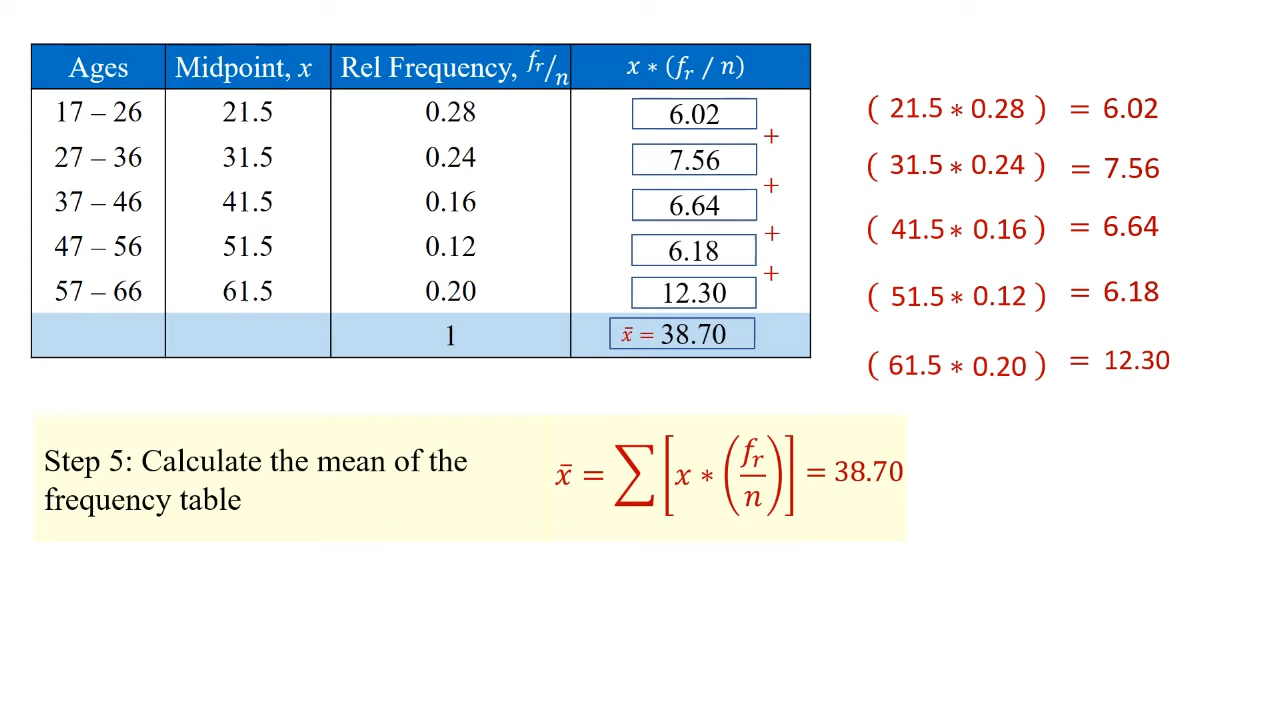 Ages Midpoint, x Rel Frequency, fr/n x * (fr / n)
17 – 26 21.5 0.28 6.02
+
27 – 36 31.5 0.24 7.56
+
37 – 46 41.5 0.16 6.64
+
47 – 56 51.5 0.12 6.18
+
57 – 66 61.5 0.20 12.30
1 x̄ = 38.70
( 21.5 * 0.28 ) = 6.02
( 31.5 * 0.24 ) = 7.56
( 41.5 * 0.16 ) = 6.64
( 51.5 * 0.12 ) = 6.18
( 61.5 * 0.20 ) = 12.30
Step 5: Calculate the mean of the
frequency table
x̄ = ∑ [x * (fr/n)] = 38.70